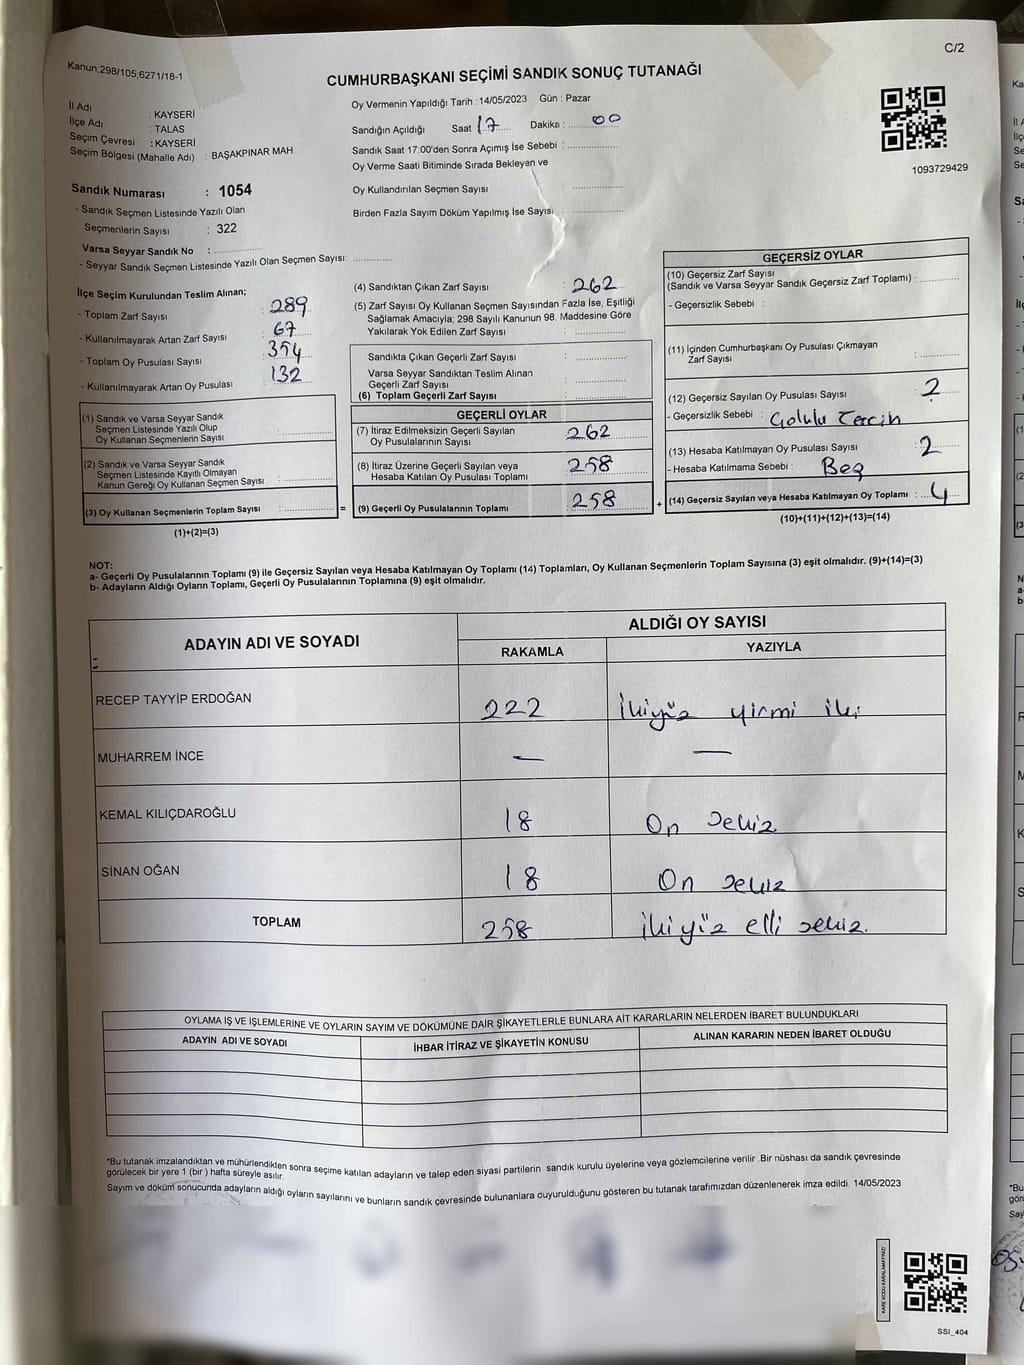 C/2
Kanun;298/105;6271/18-1
CUMHURBAŞKANI SEÇİMİ SANDIK SONUÇ TUTANAĞI
İl Adı : KAYSERİ
İlçe Adı : TALAS
Seçim Çevresi : KAYSERİ
Seçim Bölgesi (Mahalle Adı) : BAŞAKPINAR MAH.
Oy Vermenin Yapıldığı Tarih : 14/05/2023 Gün : Pazar
Sandığın Açıldığı Saat 17 Dakika : 00
Sandık Saat 17:00'den Sonra Açımış İse Sebebi :
Oy Verme Saati Bitiminde Sırada Bekleyen ve
Oy Kullandırılan Seçmen Sayısı :
Birden Fazla Sayım Döküm Yapılmış İse Sayısı :
1093729429
Sandık Numarası : 1054
- Sandık Seçmen Listesinde Yazılı Olan
Seçmenlerin Sayısı : 322
Varsa Seyyar Sandık No :
- Seyyar Sandık Seçmen Listesinde Yazılı Olan Seçmen Sayısı:
İlçe Seçim Kurulundan Teslim Alınan;
- Toplam Zarf Sayısı : 289
- Kullanılmayarak Artan Zarf Sayısı : 67
- Toplam Oy Pusulası Sayısı : 394
- Kullanılmayarak Artan Oy Pusulası : 132
(1) Sandık ve Varsa Seyyar Sandık
Seçmen Listesinde Yazılı Olup
Oy Kullanan Seçmenlerin Sayısı :
(2) Sandık ve Varsa Seyyar Sandık
Seçmen Listesinde Kayıtlı Olmayan
Kanun Gereği Oy Kullanan Seçmen Sayısı :
(3) Oy Kullanan Seçmenlerin Toplam Sayısı :
(1)+(2)=(3)
(4) Sandıktan Çıkan Zarf Sayısı : 262
(5) Zarf Sayısı Oy Kullanan Seçmen Sayısından Fazla İse, Eşitliği
Sağlamak Amacıyla; 298 Sayılı Kanunun 98. Maddesine Göre
Yakılarak Yok Edilen Zarf Sayısı :
Sandıkta Çıkan Geçerli Zarf Sayısı :
Varsa Seyyar Sandıktan Teslim Alınan
Geçerli Zarf Sayısı :
(6) Toplam Geçerli Zarf Sayısı :
GEÇERLİ OYLAR
(7) İtiraz Edilmeksizin Geçerli Sayılan
Oy Pusulalarının Sayısı : 262
(8) İtiraz Üzerine Geçerli Sayılan veya
Hesaba Katılan Oy Pusulası Toplamı : 258
= (9) Geçerli Oy Pusulalarının Toplamı : 258 +
GEÇERSİZ OYLAR
(10) Geçersiz Zarf Sayısı
(Sandık ve Varsa Seyyar Sandık Geçersiz Zarf Toplamı) :
- Geçersizlik Sebebi :
(11) İçinden Cumhurbaşkanı Oy Pusulası Çıkmayan
Zarf Sayısı :
(12) Geçersiz Sayılan Oy Pusulası Sayısı : 2
- Geçersizlik Sebebi : Çoklu Tercih
(13) Hesaba Katılmayan Oy Pusulası Sayısı : 2
- Hesaba Katılmama Sebebi : Boş
(14) Geçersiz Sayılan veya Hesaba Katılmayan Oy Toplamı : 4
(10)+(11)+(12)+(13)=(14)
NOT:
a- Geçerli Oy Pusulalarının Toplamı (9) ile Geçersiz Sayılan veya Hesaba Katılmayan Oy Toplamı (14) Toplamları, Oy Kullanan Seçmenlerin Toplam Sayısına (3) eşit olmalıdır. (9)+(14)=(3)
b- Adayların Aldığı Oyların Toplamı, Geçerli Oy Pusulalarının Toplamına (9) eşit olmalıdır.
ADAYIN ADI VE SOYADI
ALDIĞI OY SAYISI
RAKAMLA YAZIYLA
RECEP TAYYİP ERDOĞAN 222 İkiyüz yirmi iki
MUHARREM İNCE — —
KEMAL KILIÇDAROĞLU 18 On sekiz
SİNAN OĞAN 18 On sekiz
TOPLAM 258 ikiyüz elli sekiz.
OYLAMA İŞ VE İŞLEMLERİNE VE OYLARIN SAYIM VE DÖKÜMÜNE DAİR ŞİKAYETLERLE BUNLARA AİT KARARLARIN NELERDEN İBARET BULUNDUKLARI
ADAYIN ADI VE SOYADI İHBAR İTİRAZ VE ŞİKAYETİN KONUSU ALINAN KARARIN NEDEN İBARET OLDUĞU
*Bu tutanak imzalandıktan ve mühürlendikten sonra seçime katılan adayların ve talep eden siyasi partilerin sandık kurulu üyelerine veya gözlemcilerine verilir .Bir nüshası da sandık çevresinde
görülecek bir yere 1 (bir ) hafta süreyle asılır.
Sayım ve döküm sonucunda adayların aldığı oyların sayılarını ve bunların sandık çevresinde bulunanlara duyurulduğunu gösteren bu tutanak tarafımızdan düzenlenerek imza edildi. 14/05/2023
KARE KODU KARALAMAYINIZ!
SSI_404